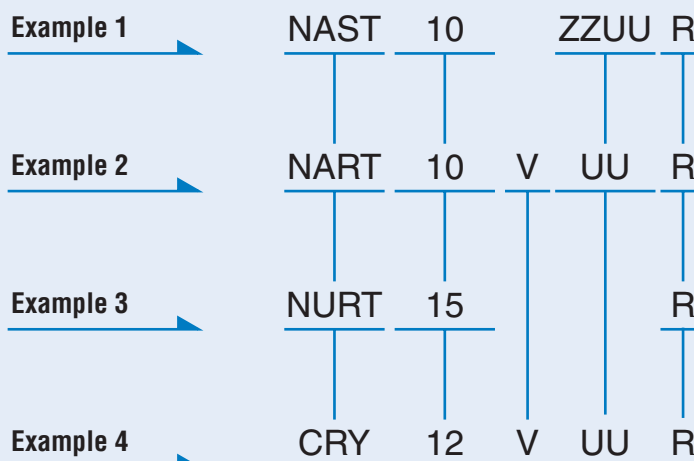 Example 1 NAST 10 ZZUU R
Example 2 NART 10 V UU R
Example 3 NURT 15 R
Example 4 CRY 12 V UU R